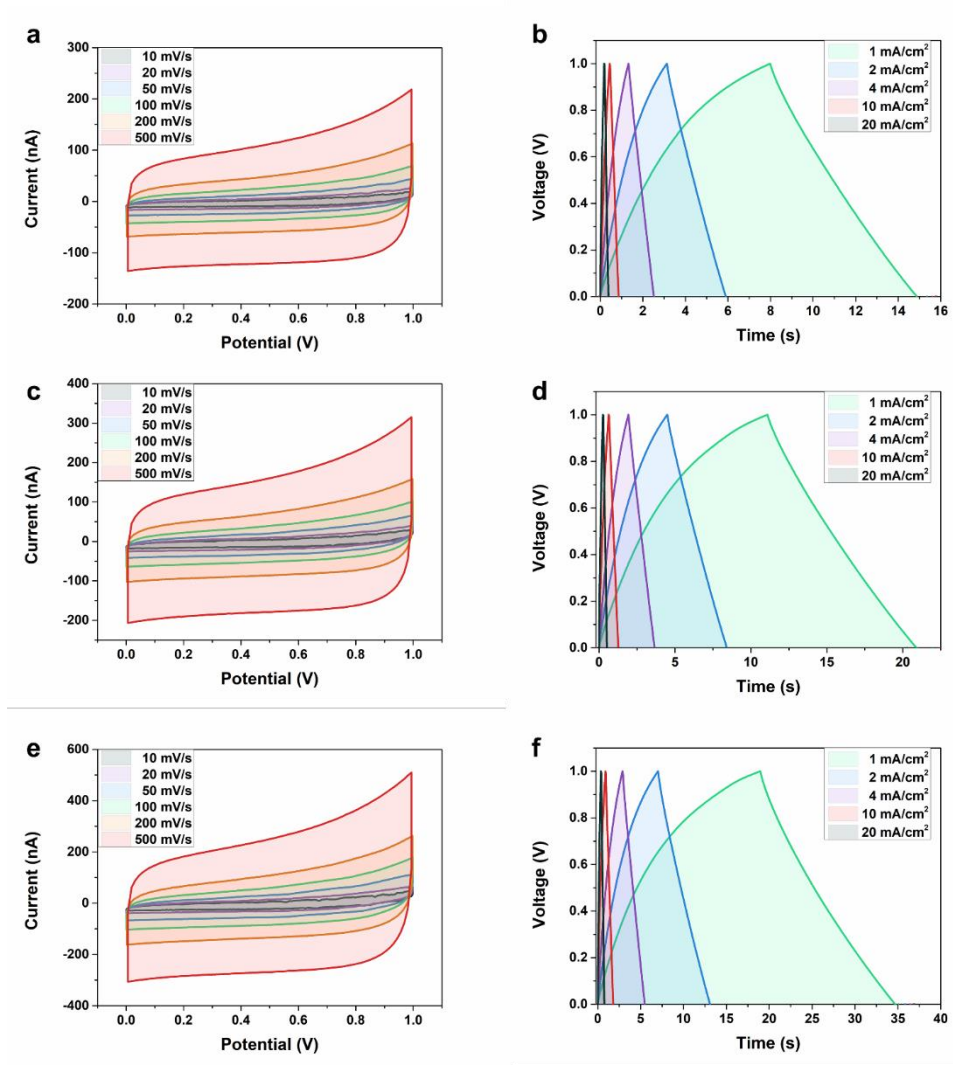 a
300
200
100
0
-100
-200
Current (nA)
10 mV/s
20 mV/s
50 mV/s
100 mV/s
200 mV/s
500 mV/s
0.0 0.2 0.4 0.6 0.8 1.0
Potential (V)
b
1.0
0.8
0.6
0.4
0.2
0.0
Voltage (V)
1 mA/cm²
2 mA/cm²
4 mA/cm²
10 mA/cm²
20 mA/cm²
0 2 4 6 8 10 12 14 16
Time (s)
c
400
300
200
100
0
-100
-200
Current (nA)
10 mV/s
20 mV/s
50 mV/s
100 mV/s
200 mV/s
500 mV/s
0.0 0.2 0.4 0.6 0.8 1.0
Potential (V)
d
1.0
0.8
0.6
0.4
0.2
0.0
Voltage (V)
1 mA/cm²
2 mA/cm²
4 mA/cm²
10 mA/cm²
20 mA/cm²
0 5 10 15 20
Time (s)
e
600
400
200
0
-200
-400
Current (nA)
10 mV/s
20 mV/s
50 mV/s
100 mV/s
200 mV/s
500 mV/s
0.0 0.2 0.4 0.6 0.8 1.0
Potential (V)
f
1.0
0.8
0.6
0.4
0.2
0.0
Voltage (V)
1 mA/cm²
2 mA/cm²
4 mA/cm²
10 mA/cm²
20 mA/cm²
0 5 10 15 20 25 30 35 40
Time (s)